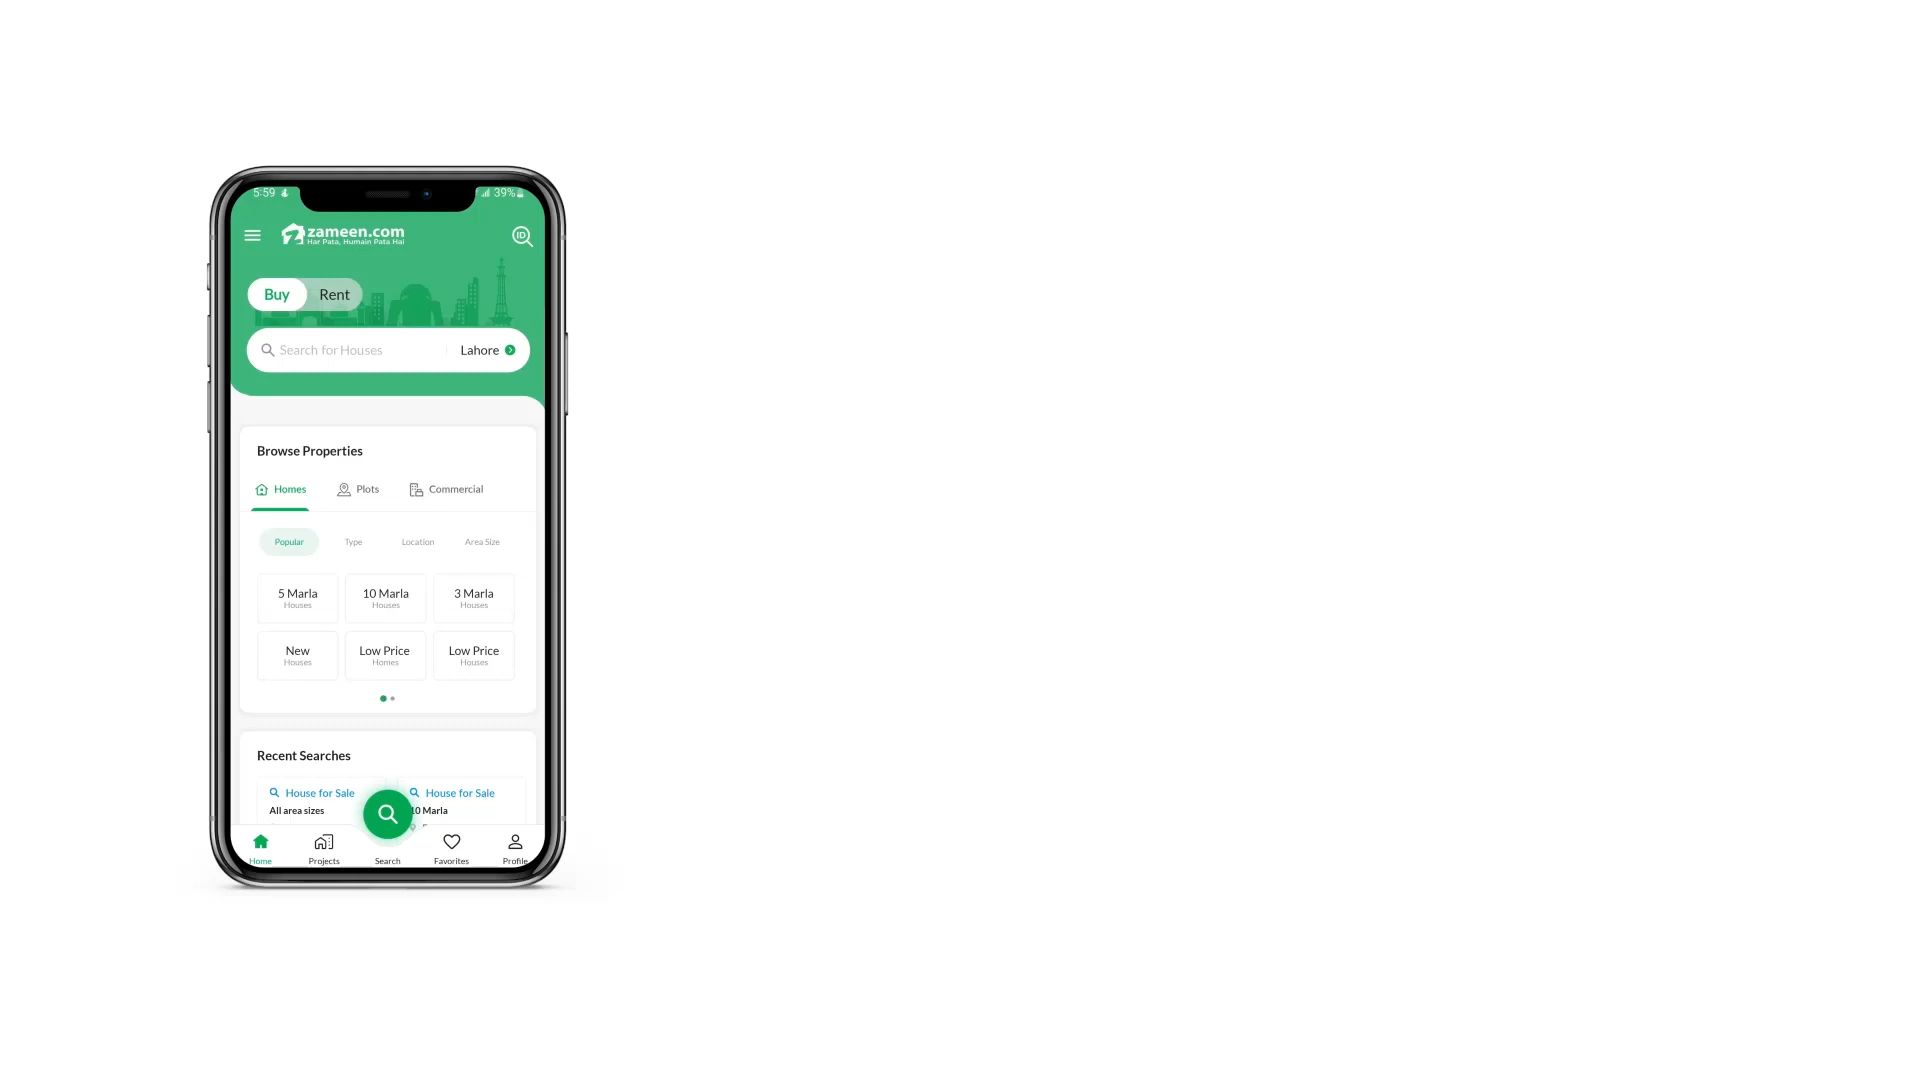 5:59
39%
zameen.com
Har Pata, Humain Pata Hai
ID
Buy Rent
Search for Houses Lahore
Browse Properties
Homes Plots Commercial
Popular Type Location Area Size
5 Marla 10 Marla 3 Marla
Houses Houses Houses
New Low Price Low Price
Houses Homes Houses
Recent Searches
House for Sale House for Sale
All area sizes 10 Marla
Home Projects Search Favorites Profile